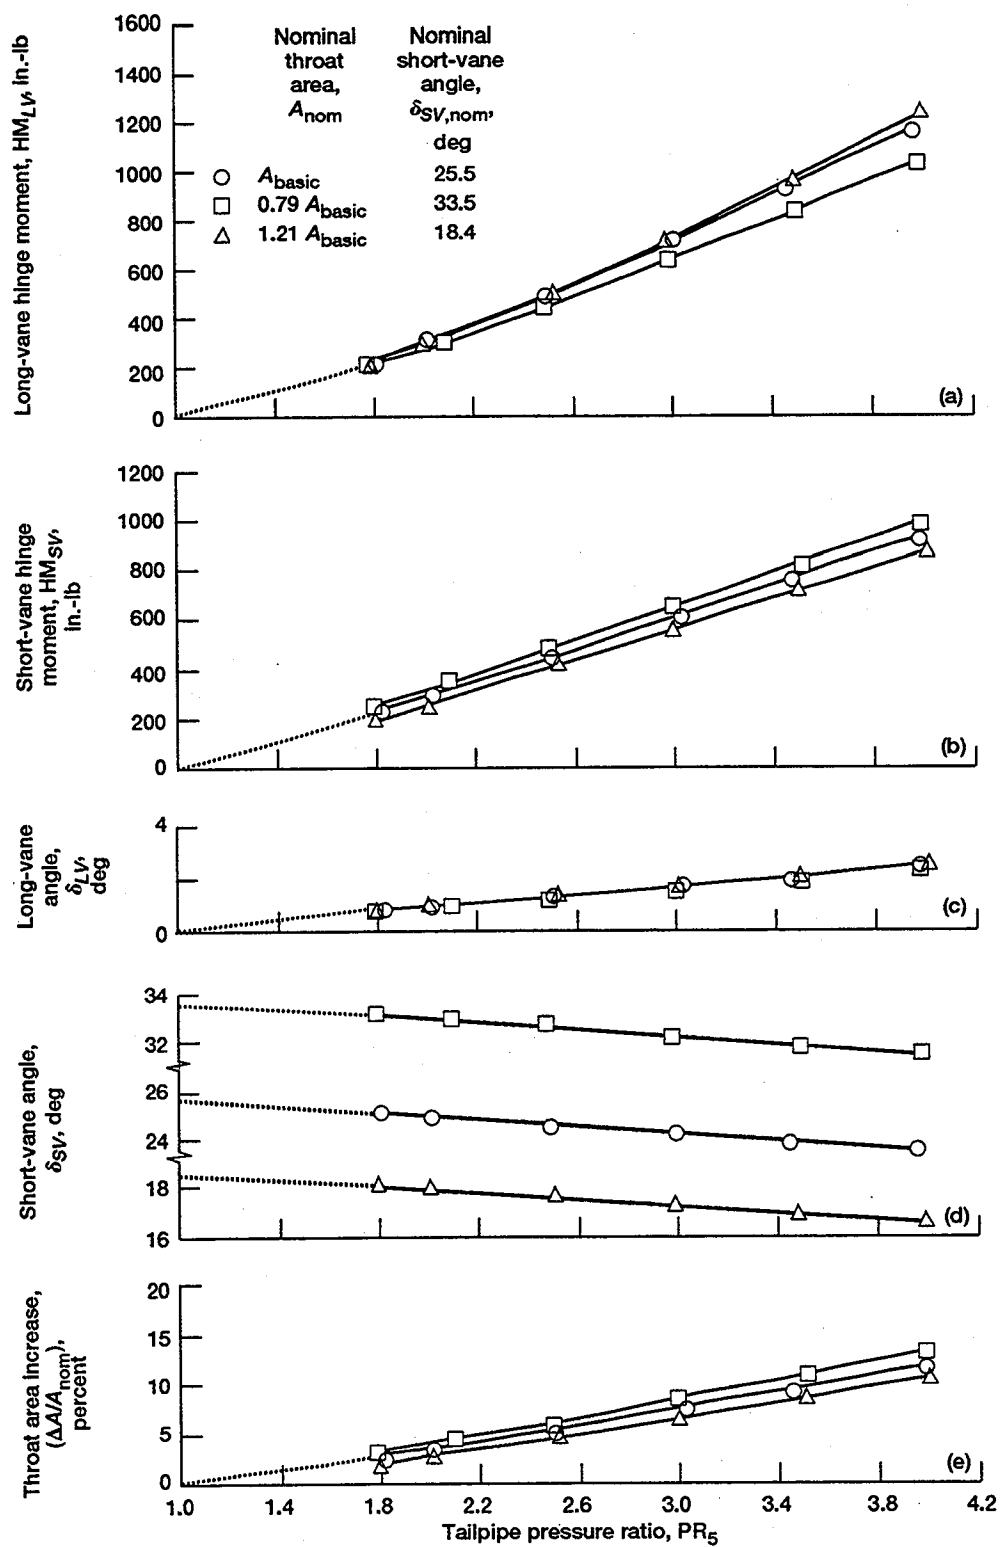 Long-vane hinge moment, HM_LV, in.-lb
1600
1400
1200
1000
800
600
400
200
0
Nominal throat area, A_nom
Nominal short-vane angle, δ_SV,nom, deg
A_basic 25.5
0.79 A_basic 33.5
1.21 A_basic 18.4
(a)
Short-vane hinge moment, HM_SV, in.-lb
1200
1000
800
600
400
200
0
(b)
Long-vane angle, δ_LV, deg
4
2
0
(c)
Short-vane angle, δ_SV, deg
34
32
26
24
18
16
(d)
Throat area increase, (ΔA/A_nom), percent
20
15
10
5
0
(e)
1.0 1.4 1.8 2.2 2.6 3.0 3.4 3.8 4.2
Tailpipe pressure ratio, PR₅